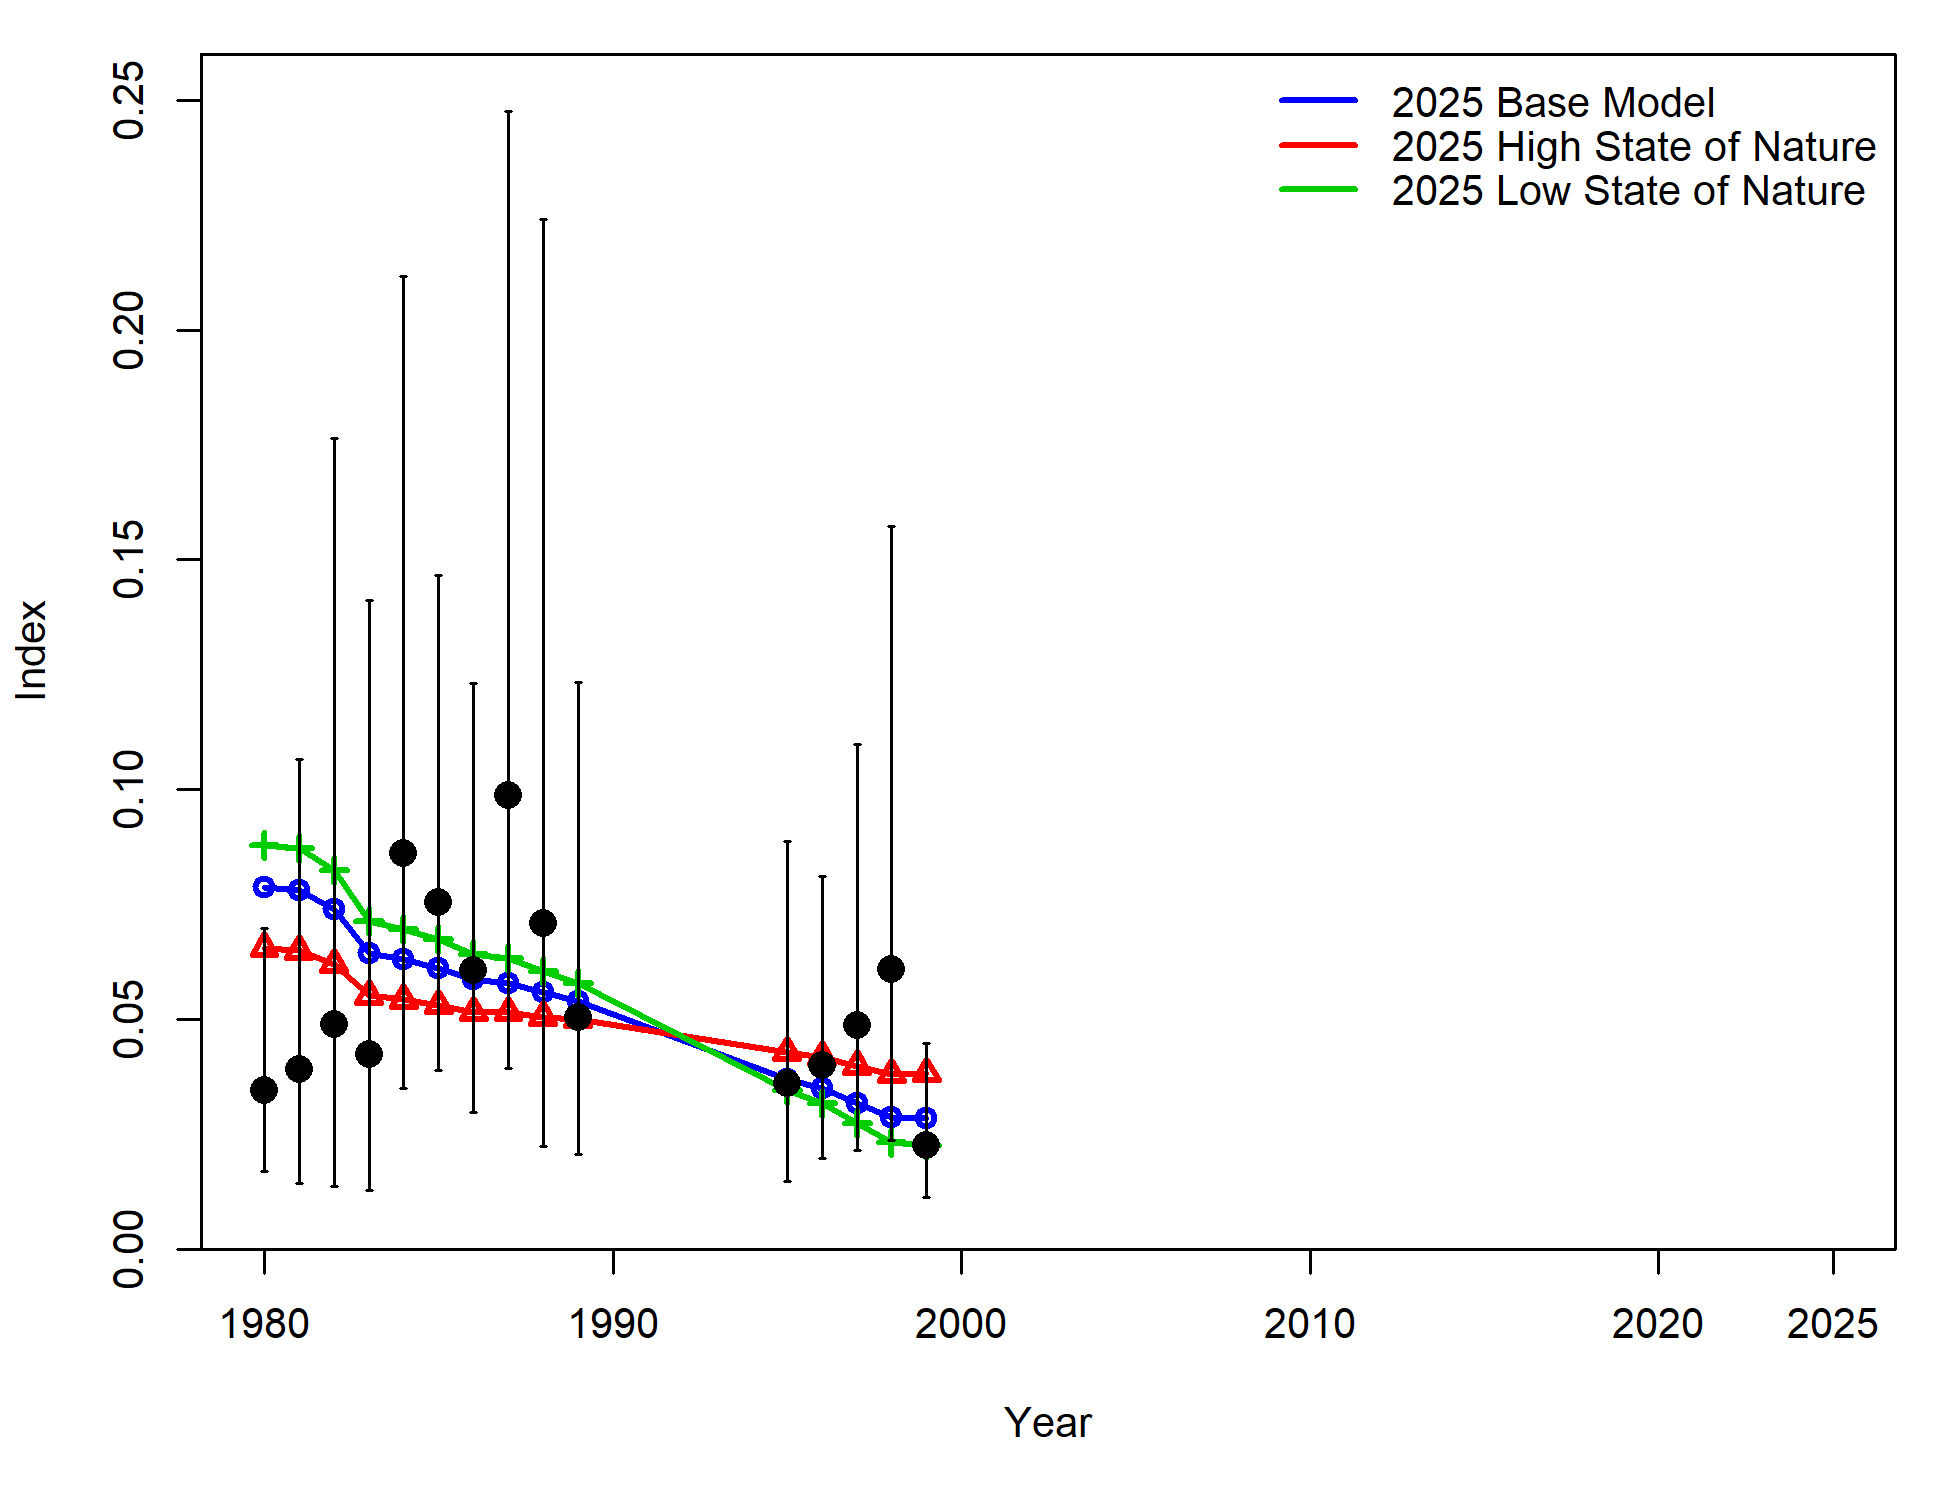 2025 Base Model
2025 High State of Nature
2025 Low State of Nature
Index
0.25
0.20
0.15
0.10
0.05
0.00
1980 1990 2000 2010 2020 2025
Year